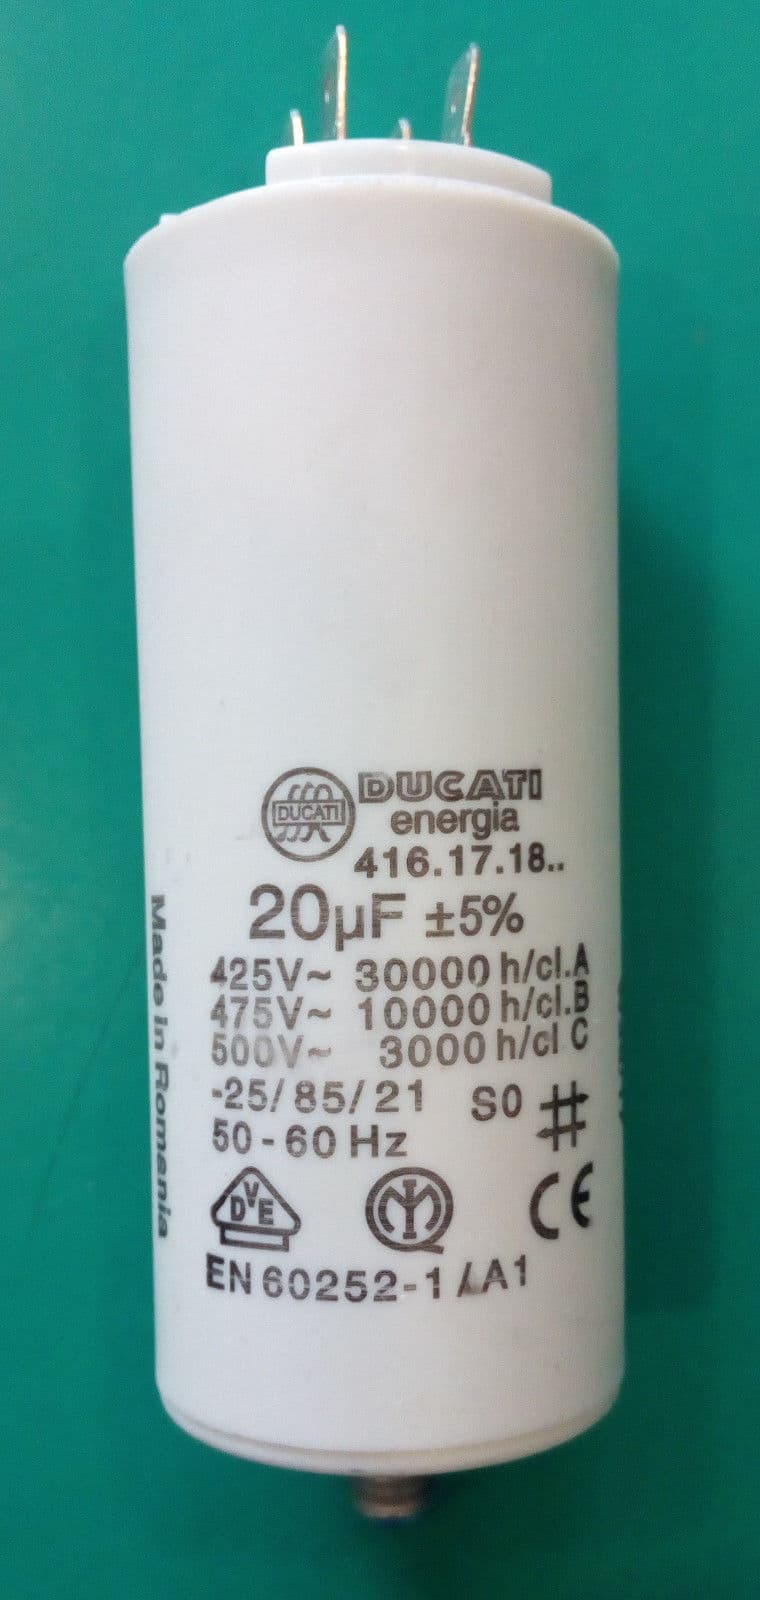 DUCATI
DUCATI
energia
416.17.18..
20µF ±5%
425V~ 30000 h/cl.A
475V~ 10000 h/cl.B
500V~ 3000 h/cl C
-25/85/21 S0 #
50-60 Hz
DVE
IMQ
CE
EN 60252-1/A1
Made in Romania